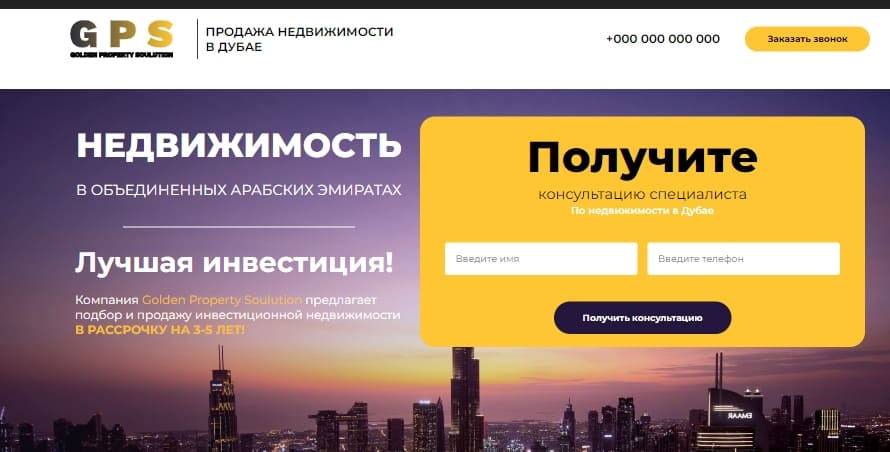 GPS
GOLDEN PROPERTY SOULUTION
ПРОДАЖА НЕДВИЖИМОСТИ
В ДУБАЕ
+000 000 000 000
Заказать звонок
НЕДВИЖИМОСТЬ
В ОБЪЕДИНЕННЫХ АРАБСКИХ ЭМИРАТАХ
Лучшая инвестиция!
Компания Golden Property Soulution предлагает
подбор и продажу инвестиционной недвижимости
В РАССРОЧКУ НА 3-5 ЛЕТ!
Получите
консультацию специалиста
По недвижимости в Дубае
Введите имя
Введите телефон
Получить консультацию
EMAAR